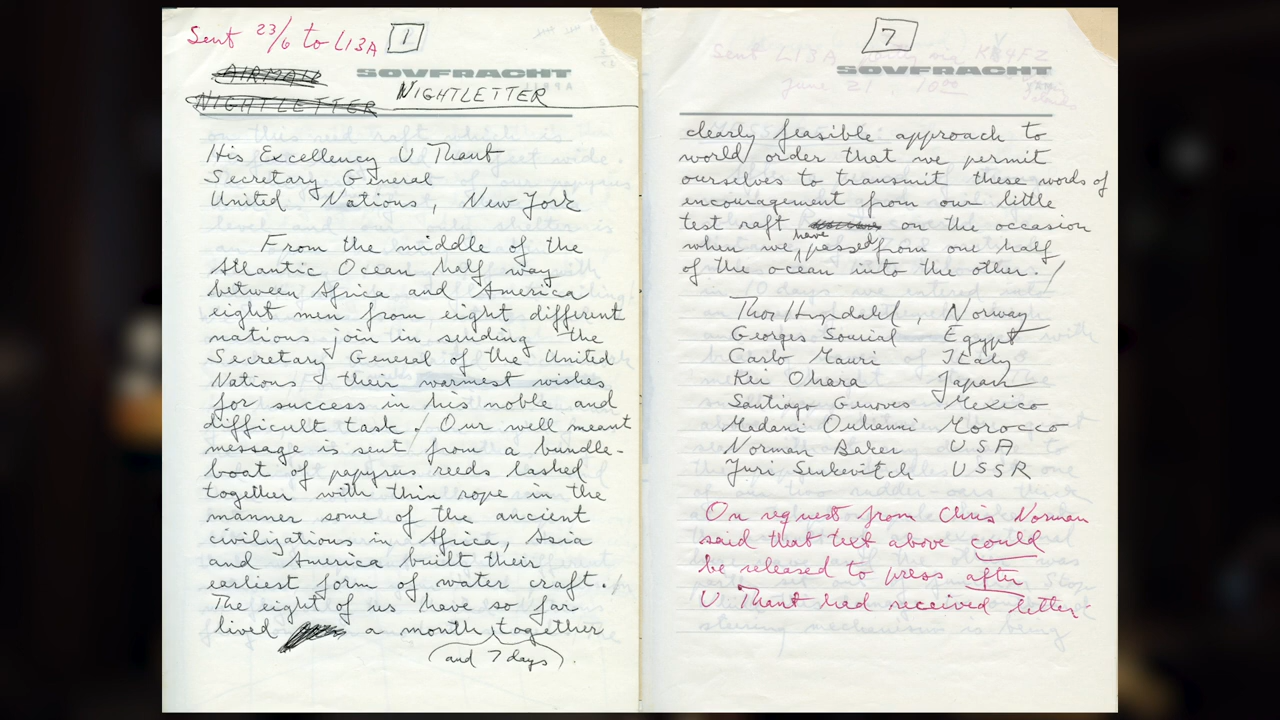 Sent 23/6 to LI3A
1
AIRMAIL
SOVFRACHT
NIGHTLETTER
NIGHTLETTER
His Excellency U Thant
Secretary General
United Nations, New York
From the middle of the
Atlantic Ocean half way
between Africa and America
eight men from eight different
nations join in sending the
Secretary General of the United
Nations their warmest wishes
for success in his noble and
difficult task. Our well meant
message is sent from a bundle-
boat of papyrus reeds lashed
together with thin rope in the
manner some of the ancient
civilizations in Africa, Asia
and America built their
earliest form of water craft.
The eight of us have so far
lived a month together
(and 7 days).
7
Sent LI3A
SOVFRACHT
June 21,
clearly feasible approach to
world order that we permit
ourselves to transmit these words of
encouragement from our little
test raft on the occasion
when we have passed from one half
of the ocean into the other.
Thor Heyerdahl, Norway
Georges Sourial Egypt
Carlo Mauri Italy
Kei Ohara Japan
Santiago Genoves Mexico
Madani Ouhanni Morocco
Norman Baker USA
Juri Senkevitch USSR
On request from Chris Norman
said that text above could
be released to press after
U Thant had received letter.